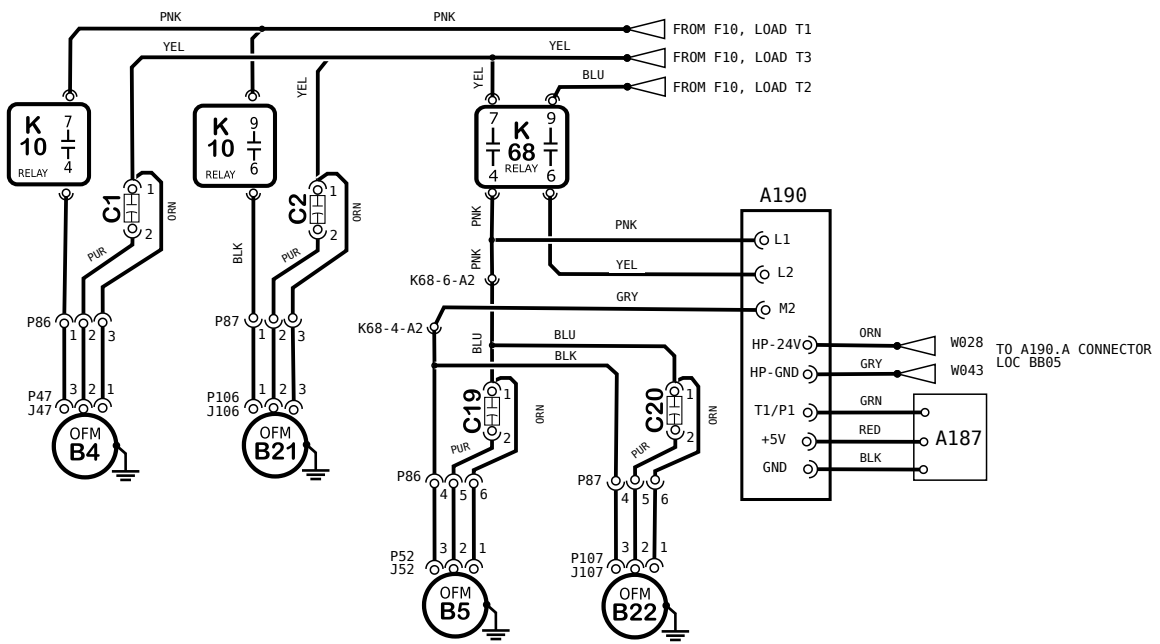 PNK
PNK
FROM F10, LOAD T1
YEL
YEL
FROM F10, LOAD T3
YEL
YEL
BLU
FROM F10, LOAD T2
K
10
7
4
RELAY
K
10
9
6
RELAY
7
9
K
68
RELAY
4
6
C1
1
2
ORN
PUR
C2
1
2
ORN
PUR
BLK
PNK
PNK
PNK
YEL
GRY
K68-6-A2
K68-4-A2
A190
L1
L2
M2
HP-24V
HP-GND
T1/P1
+5V
GND
ORN
W028
GRY
W043
TO A190.A CONNECTOR
LOC BB05
GRN
RED
BLK
A187
P86
1
2
3
P87
1
2
3
P47
J47
3
2
1
P106
J106
1
2
3
OFM
B4
OFM
B21
BLU
BLU
BLK
C19
1
2
ORN
PUR
C20
1
2
ORN
PUR
P86
4
5
6
P87
4
5
6
P52
J52
3
2
1
P107
J107
3
2
1
OFM
B5
OFM
B22